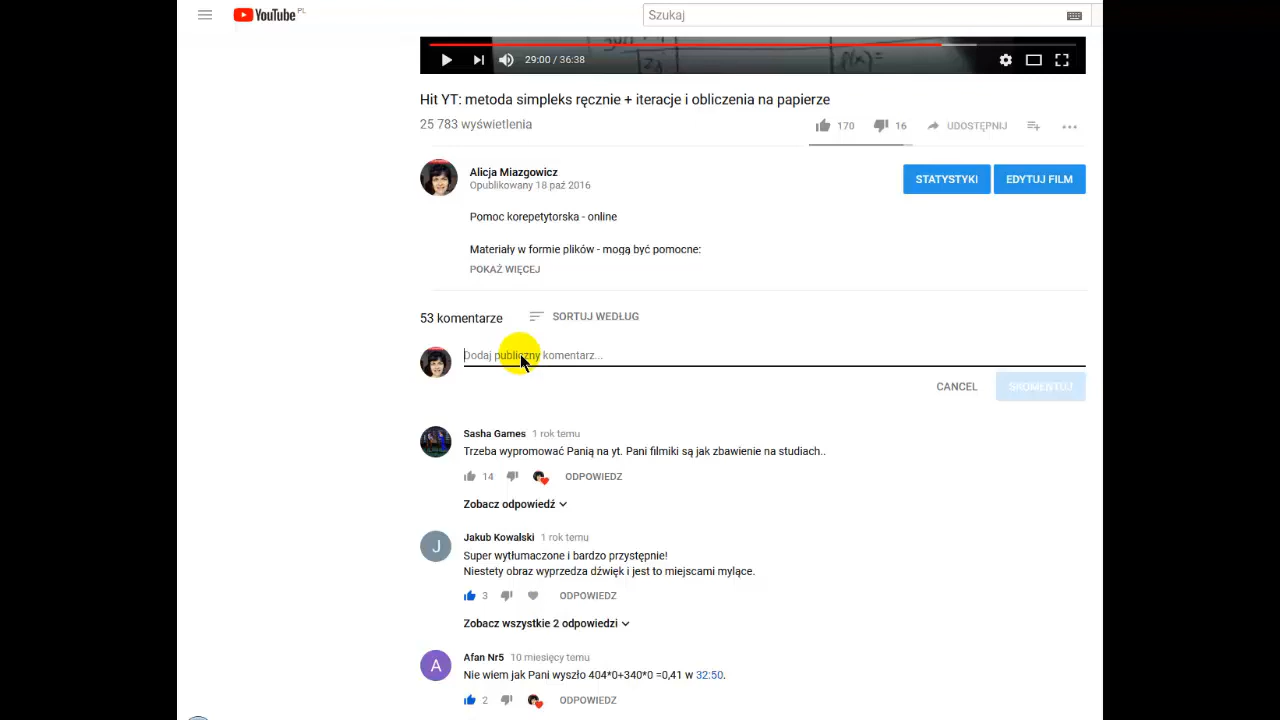 YouTube PL
Szukaj
f(x)=
29:00 / 36:38
Hit YT: metoda simpleks ręcznie + iteracje i obliczenia na papierze
25 783 wyświetlenia
170
16
UDOSTĘPNIJ
Alicja Miazgowicz
Opublikowany 18 paź 2016
STATYSTYKI
EDYTUJ FILM
Pomoc korepetytorska - online
Materiały w formie plików - mogą być pomocne:
POKAŻ WIĘCEJ
53 komentarze
SORTUJ WEDŁUG
Dodaj publiczny komentarz...
CANCEL
SKOMENTUJ
Sasha Games 1 rok temu
Trzeba wypromować Panią na yt. Pani filmiki są jak zbawienie na studiach..
14
ODPOWIEDZ
Zobacz odpowiedź
J
Jakub Kowalski 1 rok temu
Super wytłumaczone i bardzo przystępnie!
Niestety obraz wyprzedza dźwięk i jest to miejscami mylące.
3
ODPOWIEDZ
Zobacz wszystkie 2 odpowiedzi
A
Afan Nr5 10 miesięcy temu
Nie wiem jak Pani wyszło 404*0+340*0 =0,41 w 32:50.
2
ODPOWIEDZ